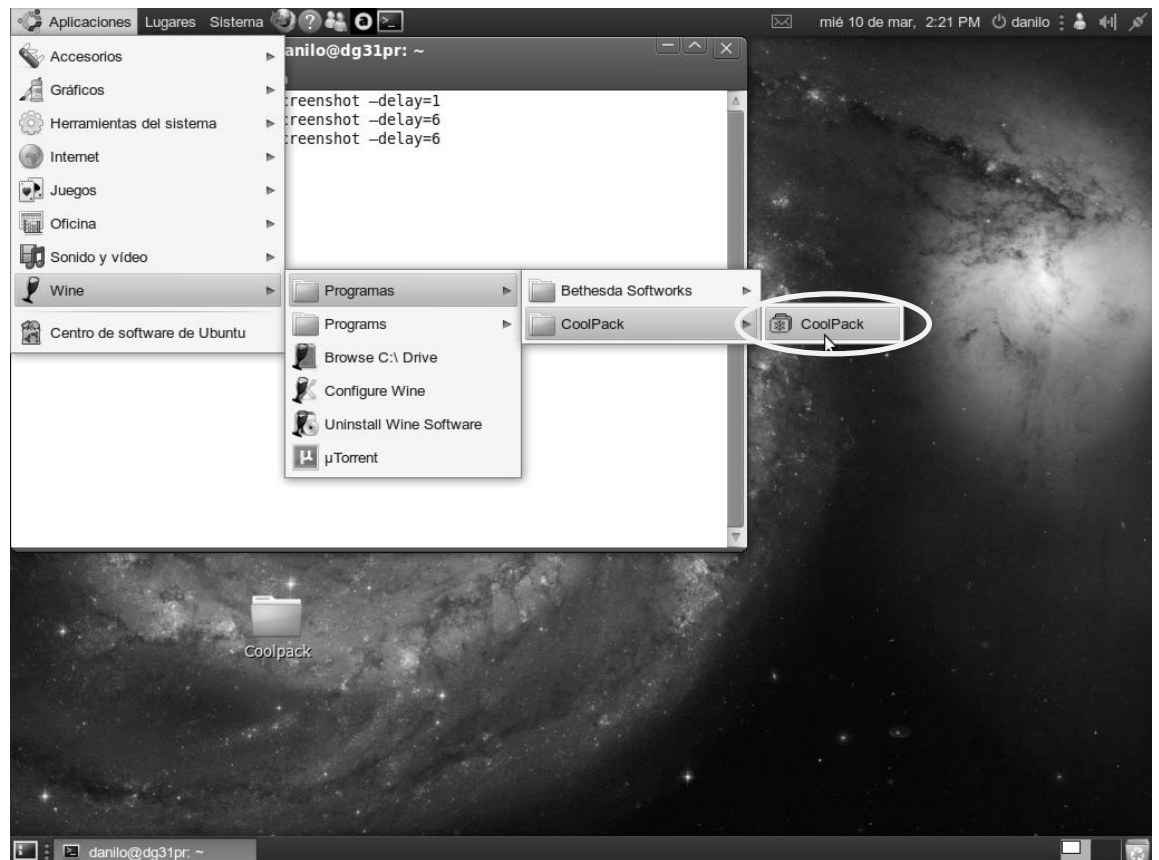 Aplicaciones Lugares Sistema mié 10 de mar, 2:21 PM danilo
anilo@dg31pr: ~
Accesorios
Gráficos
Herramientas del sistema
Internet
Juegos
Oficina
Sonido y vídeo
Wine
Centro de software de Ubuntu
reenshot –delay=1
reenshot –delay=6
reenshot –delay=6
Programas
Programs
Browse C:\ Drive
Configure Wine
Uninstall Wine Software
µTorrent
Bethesda Softworks
CoolPack
CoolPack
Coolpack
danilo@dg31pr: ~